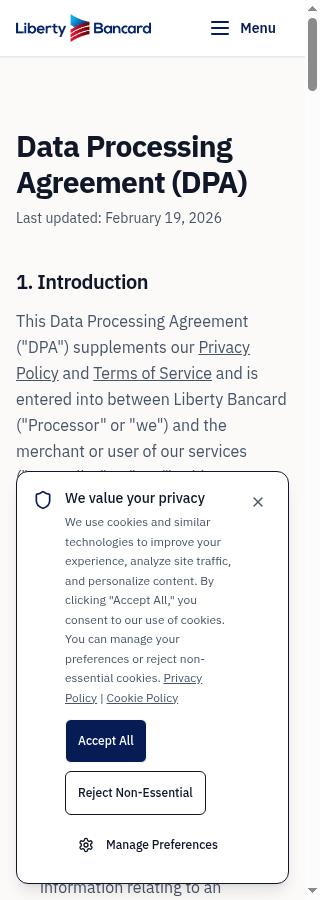 Liberty Bancard
Menu
Data Processing
Agreement (DPA)
Last updated: February 19, 2026
1. Introduction
This Data Processing Agreement
("DPA") supplements our Privacy
Policy and Terms of Service and is
entered into between Liberty Bancard
("Processor" or "we") and the
merchant or user of our services
We value your privacy
We use cookies and similar
technologies to improve your
experience, analyze site traffic,
and personalize content. By
clicking "Accept All," you
consent to our use of cookies.
You can manage your
preferences or reject non-
essential cookies. Privacy
Policy | Cookie Policy
Accept All
Reject Non-Essential
Manage Preferences
information relating to an